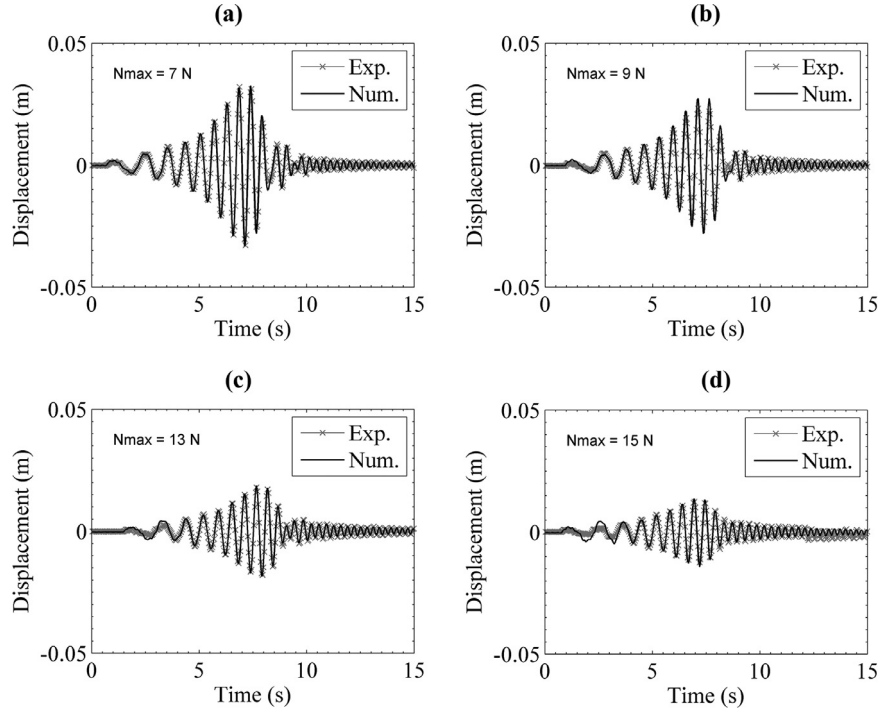 (a)
0.05
Nmax = 7 N
Exp.
Num.
Displacement (m)
0
-0.05
0
5
10
15
Time (s)
(b)
0.05
Nmax = 9 N
Exp.
Num.
Displacement (m)
0
-0.05
0
5
10
15
Time (s)
(c)
0.05
Nmax = 13 N
Exp.
Num.
Displacement (m)
0
-0.05
0
5
10
15
Time (s)
(d)
0.05
Nmax = 15 N
Exp.
Num.
Displacement (m)
0
-0.05
0
5
10
15
Time (s)